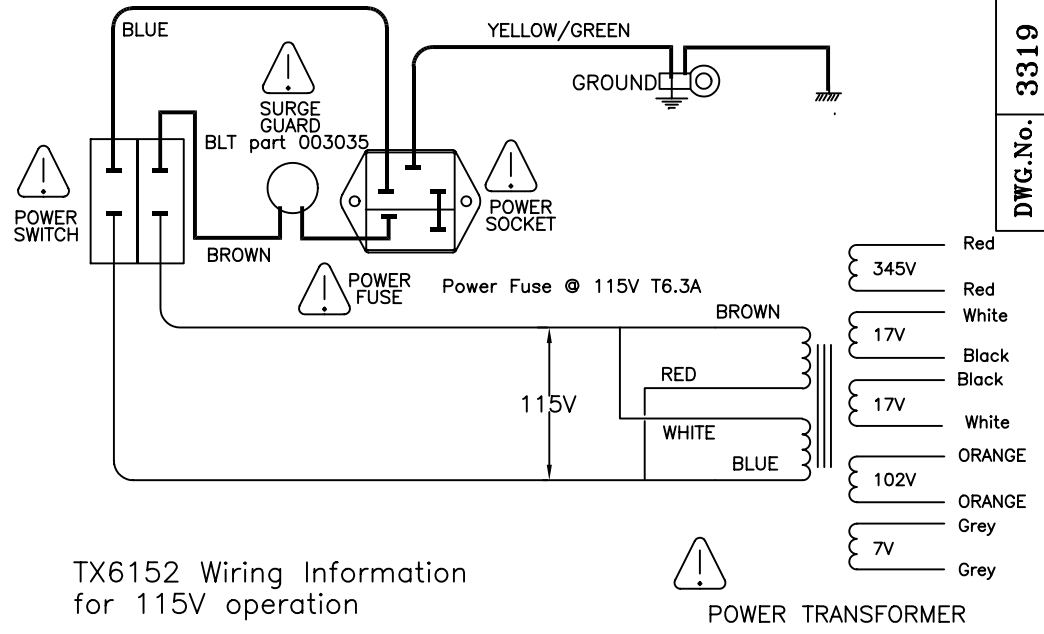 BLUE
YELLOW/GREEN
DWG.No. 3319
GROUND
SURGE
GUARD
BLT part 003035
POWER
SWITCH
POWER
SOCKET
BROWN
POWER
FUSE
Power Fuse @ 115V T6.3A
Red
345V
Red
BROWN
White
17V
Black
RED
Black
115V
17V
WHITE
White
BLUE
ORANGE
102V
ORANGE
Grey
7V
Grey
TX6152 Wiring Information
for 115V operation
POWER TRANSFORMER